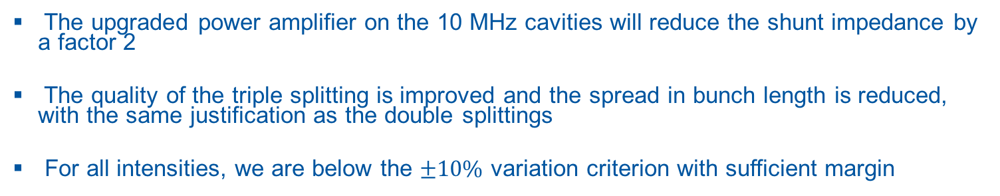 ▪ The upgraded power amplifier on the 10 MHz cavities will reduce the shunt impedance by
a factor 2
▪ The quality of the triple splitting is improved and the spread in bunch length is reduced,
with the same justification as the double splittings
▪ For all intensities, we are below the ±10% variation criterion with sufficient margin